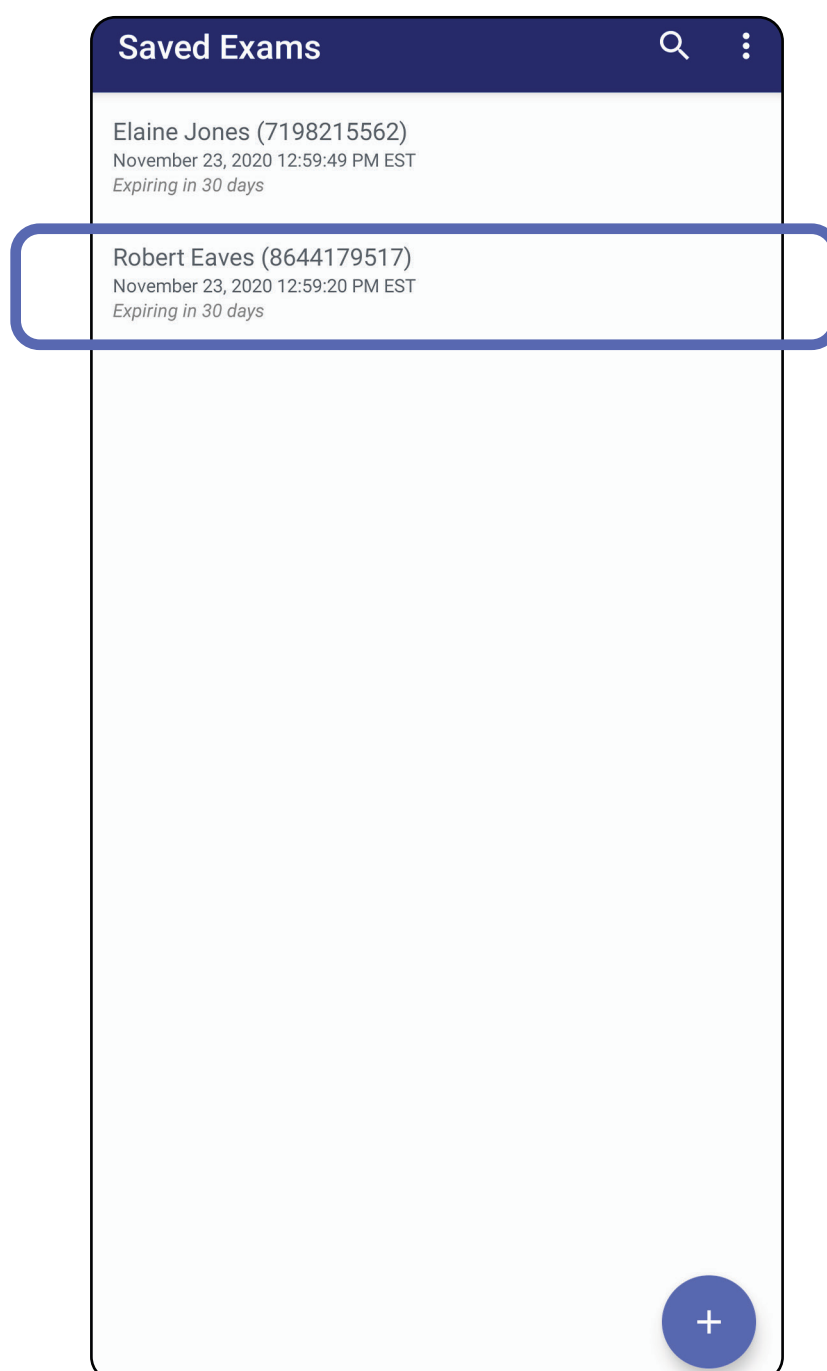 Saved Exams
Elaine Jones (7198215562)
November 23, 2020 12:59:49 PM EST
Expiring in 30 days
Robert Eaves (8644179517)
November 23, 2020 12:59:20 PM EST
Expiring in 30 days
+